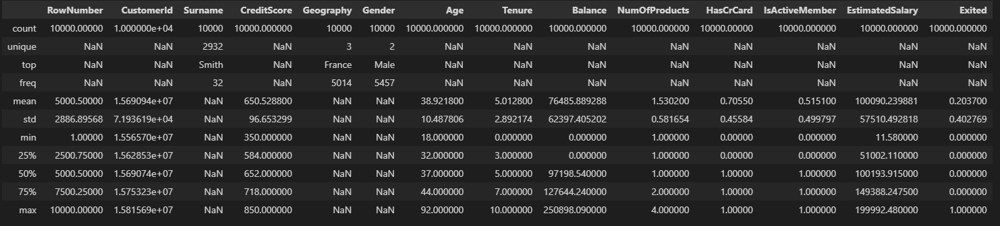 RowNumber CustomerId Surname CreditScore Geography Gender Age Tenure Balance NumOfProducts HasCrCard IsActiveMember EstimatedSalary Exited
count 10000.00000 1.000000e+04 10000 10000.000000 10000 10000 10000.000000 10000.000000 10000.000000 10000.000000 10000.00000 10000.000000 10000.000000 10000.000000
unique NaN NaN 2932 NaN 3 2 NaN NaN NaN NaN NaN NaN NaN NaN
top NaN NaN Smith NaN France Male NaN NaN NaN NaN NaN NaN NaN NaN
freq NaN NaN 32 NaN 5014 5457 NaN NaN NaN NaN NaN NaN NaN NaN
mean 5000.50000 1.569094e+07 NaN 650.528800 NaN NaN 38.921800 5.012800 76485.889288 1.530200 0.70550 0.515100 100090.239881 0.203700
std 2886.89568 7.193619e+04 NaN 96.653299 NaN NaN 10.487806 2.892174 62397.405202 0.581654 0.45584 0.499797 57510.492818 0.402769
min 1.00000 1.556570e+07 NaN 350.000000 NaN NaN 18.000000 0.000000 0.000000 1.000000 0.00000 0.000000 11.580000 0.000000
25% 2500.75000 1.562853e+07 NaN 584.000000 NaN NaN 32.000000 3.000000 0.000000 1.000000 0.00000 0.000000 51002.110000 0.000000
50% 5000.50000 1.569074e+07 NaN 652.000000 NaN NaN 37.000000 5.000000 97198.540000 1.000000 1.00000 1.000000 100193.915000 0.000000
75% 7500.25000 1.575323e+07 NaN 718.000000 NaN NaN 44.000000 7.000000 127644.240000 2.000000 1.00000 1.000000 149388.247500 0.000000
max 10000.00000 1.581569e+07 NaN 850.000000 NaN NaN 92.000000 10.000000 250898.090000 4.000000 1.00000 1.000000 199992.480000 1.000000